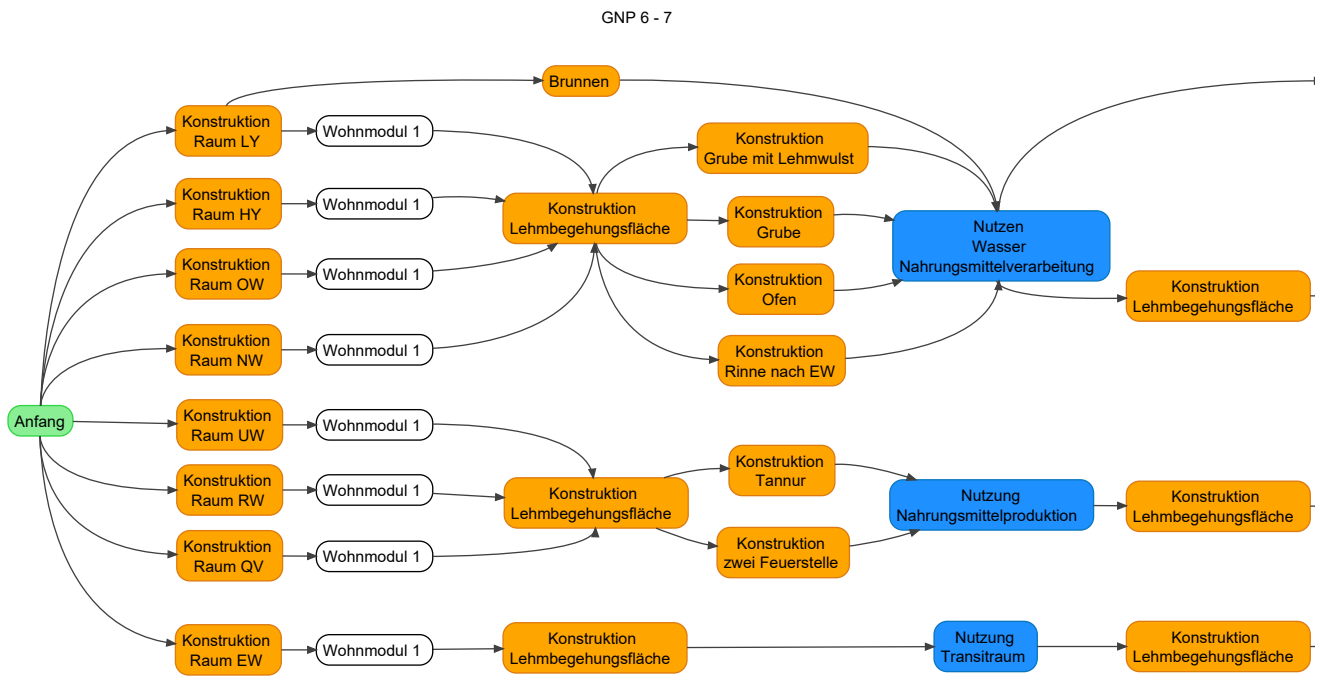 GNP 6 - 7
Brunnen
Konstruktion
Raum LY
Wohnmodul 1
Konstruktion
Grube mit Lehmwulst
Konstruktion
Raum HY
Wohnmodul 1
Konstruktion
Lehmbegehungsfläche
Konstruktion
Grube
Nutzen
Wasser
Nahrungsmittelverarbeitung
Konstruktion
Raum OW
Wohnmodul 1
Konstruktion
Ofen
Konstruktion
Lehmbegehungsfläche
Konstruktion
Raum NW
Wohnmodul 1
Konstruktion
Rinne nach EW
Anfang
Konstruktion
Raum UW
Wohnmodul 1
Konstruktion
Raum RW
Wohnmodul 1
Konstruktion
Lehmbegehungsfläche
Konstruktion
Tannur
Nutzung
Nahrungsmittelproduktion
Konstruktion
Lehmbegehungsfläche
Konstruktion
Raum QV
Wohnmodul 1
Konstruktion
zwei Feuerstelle
Konstruktion
Raum EW
Wohnmodul 1
Konstruktion
Lehmbegehungsfläche
Nutzung
Transitraum
Konstruktion
Lehmbegehungsfläche